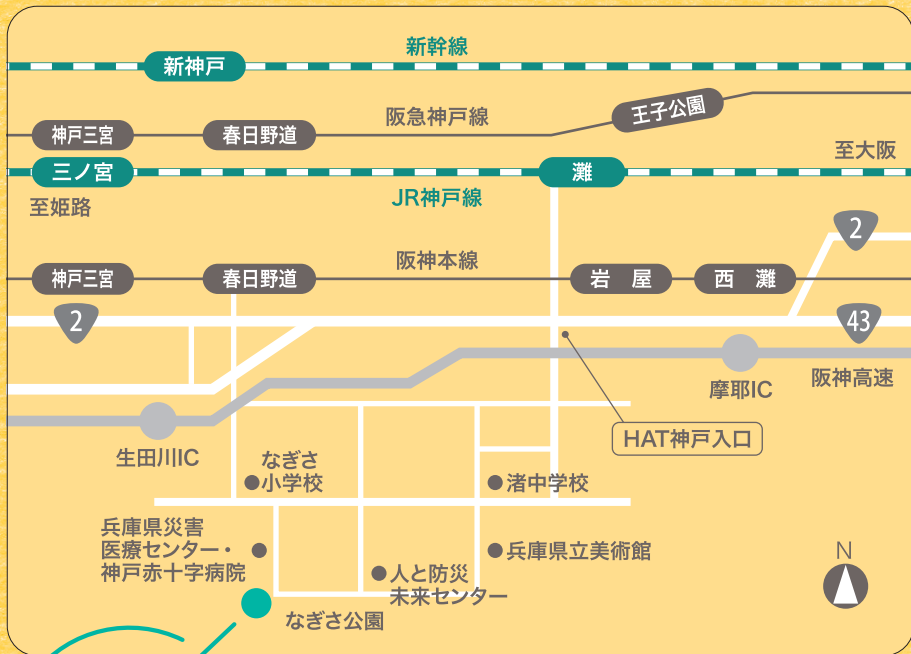 新幹線
新神戸
阪急神戸線
王子公園
神戸三宮
春日野道
至大阪
三ノ宮
灘
JR神戸線
至姫路
2
阪神本線
神戸三宮
春日野道
岩屋
西灘
2
43
摩耶IC
阪神高速
HAT神戸入口
生田川IC
なぎさ
小学校
渚中学校
兵庫県災害
医療センター・
神戸赤十字病院
兵庫県立美術館
人と防災
未来センター
なぎさ公園
N